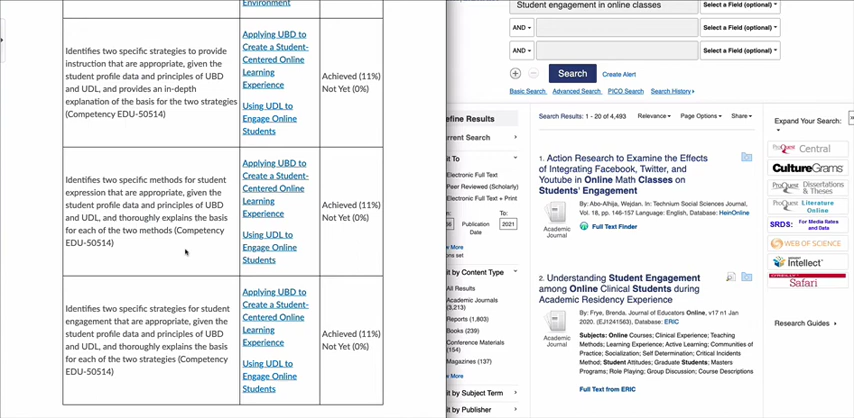 Environment
Identifies two specific strategies to provide
instruction that are appropriate, given the
student profile data and principles of UBD
and UDL, and provides an in-depth
explanation of the basis for the two strategies
(Competency EDU-50514)
Applying UBD to
Create a Student-
Centered Online
Learning
Experience
Using UDL to
Engage Online
Students
Achieved (11%)
Not Yet (0%)
Identifies two specific methods for student
expression that are appropriate, given the
student profile data and principles of UBD
and UDL, and thoroughly explains the basis
for each of the two methods (Competency
EDU-50514)
Applying UBD to
Create a Student-
Centered Online
Learning
Experience
Using UDL to
Engage Online
Students
Achieved (11%)
Not Yet (0%)
Identifies two specific strategies for student
engagement that are appropriate, given the
student profile data and principles of UBD
and UDL, and thoroughly explains the basis
for each of the two strategies (Competency
EDU-50514)
Applying UBD to
Create a Student-
Centered Online
Learning
Experience
Using UDL to
Engage Online
Students
Achieved (11%)
Not Yet (0%)
Student engagement in online classes
Select a Field (optional)
AND
Select a Field (optional)
AND
Select a Field (optional)
Search
Create Alert
Basic Search Advanced Search PICO Search Search History
efine Results
rrent Search
it To
Electronic Full Text
Peer Reviewed (Scholarly)
Electronic Full Text + Print
To:
Publication
Date
2021
w More
ons set
it by Content Type
All Results
Academic Journals
(3,213)
Reports (1,803)
Books (239)
Conference Materials
(154)
Magazines (137)
w More
it by Subject Term
it by Publisher
Search Results: 1 - 20 of 4,493
Relevance Page Options Share
1. Action Research to Examine the Effects
of Integrating Facebook, Twitter, and
Youtube in Online Math Classes on
Students' Engagement
By: Abo-Alhija, Wejdan. In: Technium Social Sciences Journal,
Vol. 18, pp. 146-157 Language: English, Database: HeinOnline
Academic
Journal
Full Text Finder
2. Understanding Student Engagement
among Online Clinical Students during
Academic Residency Experience
By: Frye, Brenda. Journal of Educators Online, v17 n1 Jan
2020. (EJ1241563), Database: ERIC
Academic
Journal
Subjects: Online Courses; Clinical Experience; Teaching
Methods; Learning Experience; Active Learning; Communities of
Practice; Socialization; Self Determination; Critical Incidents
Method; Student Attitudes; Graduate Students; Masters
Programs; Role Playing; Group Discussion; Course Descriptions
Full Text from ERIC
Expand Your Search:
ProQuest Central
CultureGrams
ProQuest Dissertations
& Theses
ProQuest Literature
Online
SRDS: For Media Rates
and Data
WEB OF SCIENCE
Intellect
O'REILLY
Safari
Research Guides